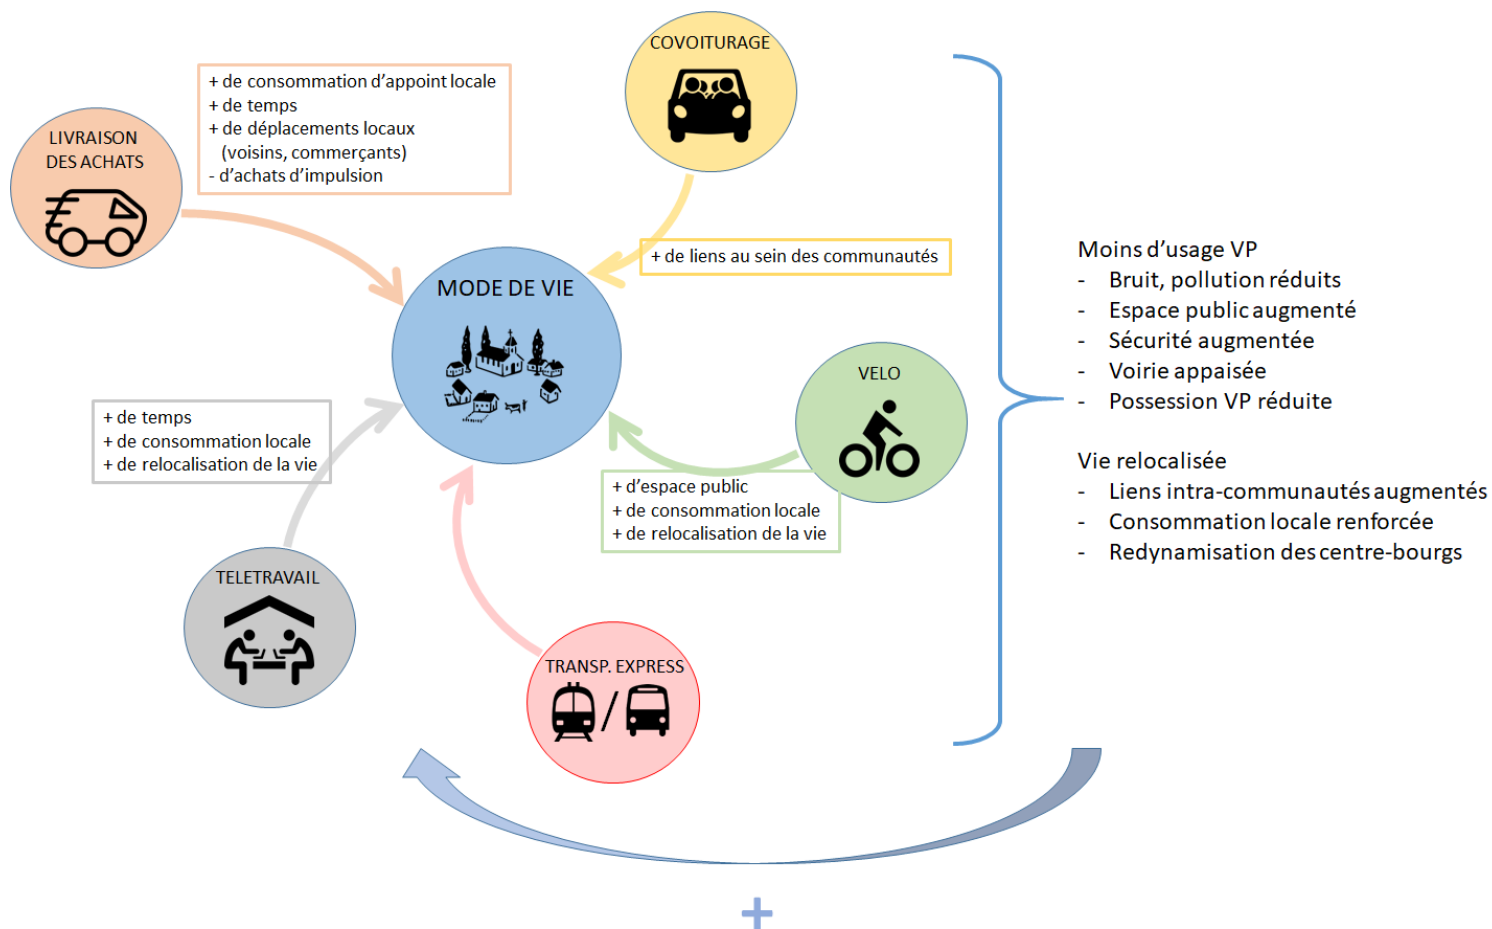 COVOITURAGE
+ de consommation d'appoint locale
+ de temps
+ de déplacements locaux
(voisins, commerçants)
- d'achats d'impulsion
LIVRAISON
DES ACHATS
+ de liens au sein des communautés
MODE DE VIE
VELO
+ de temps
+ de consommation locale
+ de relocalisation de la vie
+ d'espace public
+ de consommation locale
+ de relocalisation de la vie
TELETRAVAIL
TRANSP. EXPRESS
/
Moins d'usage VP
- Bruit, pollution réduits
- Espace public augmenté
- Sécurité augmentée
- Voirie appaisée
- Possession VP réduite
Vie relocalisée
- Liens intra-communautés augmentés
- Consommation locale renforcée
- Redynamisation des centre-bourgs
+